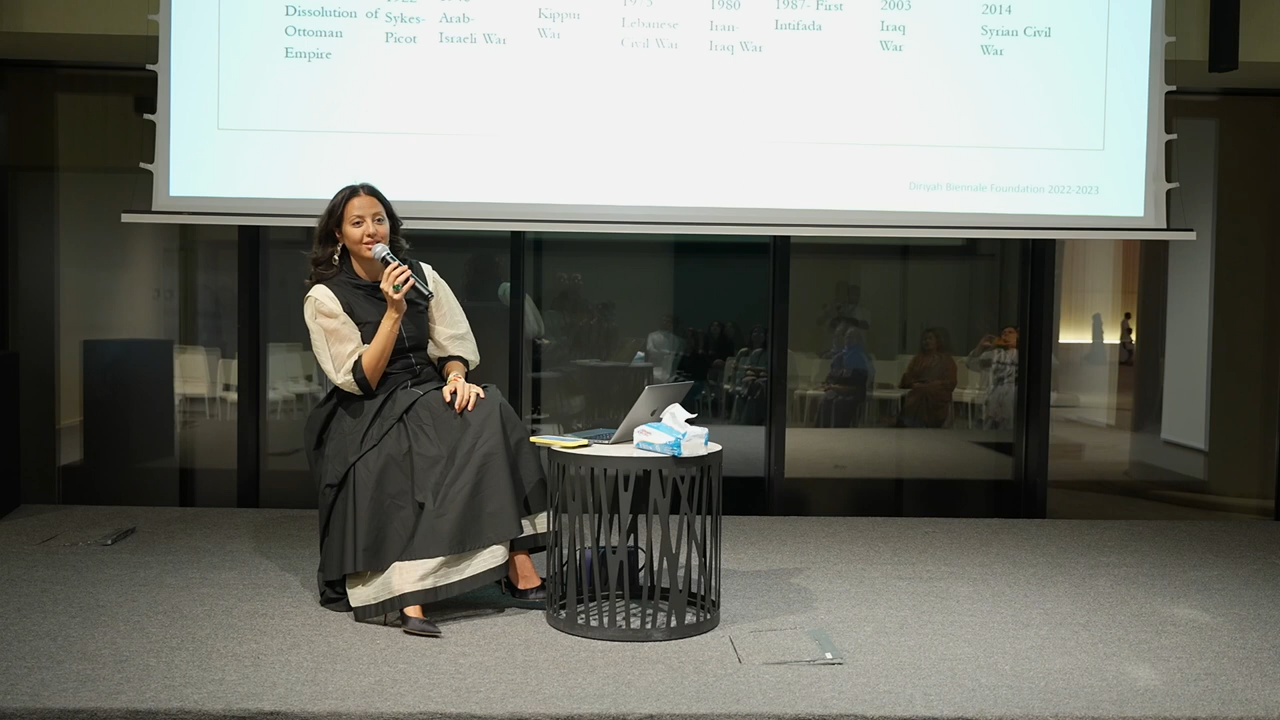 Dissolution of
Ottoman
Empire
Sykes-
Picot
Arab-
Israeli War
Kippur
War
1975
Lebanese
Civil War
1980
Iran-
Iraq War
1987- First
Intifada
2003
Iraq
War
2014
Syrian Civil
War
Diriyah Biennale Foundation 2022-2023